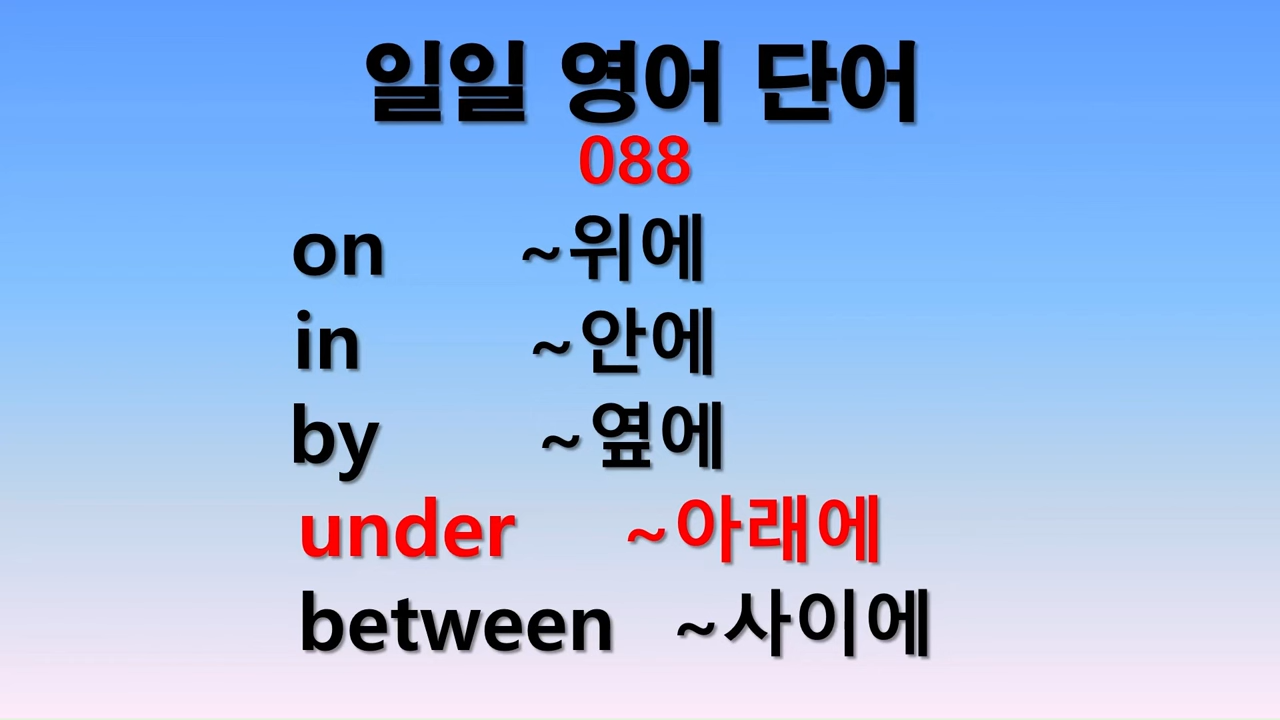 일일 영어 단어
088
on ~위에
in ~안에
by ~옆에
under ~아래에
between ~사이에